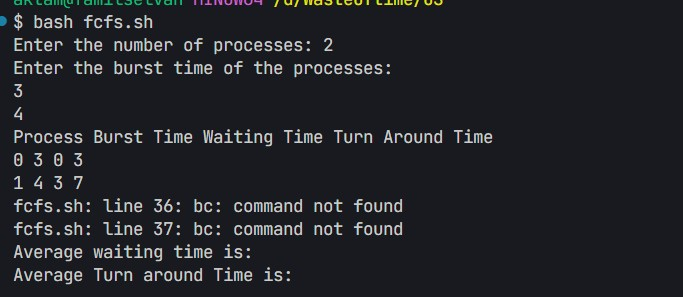 $ bash fcfs.sh
Enter the number of processes: 2
Enter the burst time of the processes:
3
4
Process Burst Time Waiting Time Turn Around Time
0 3 0 3
1 4 3 7
fcfs.sh: line 36: bc: command not found
fcfs.sh: line 37: bc: command not found
Average waiting time is:
Average Turn around Time is: